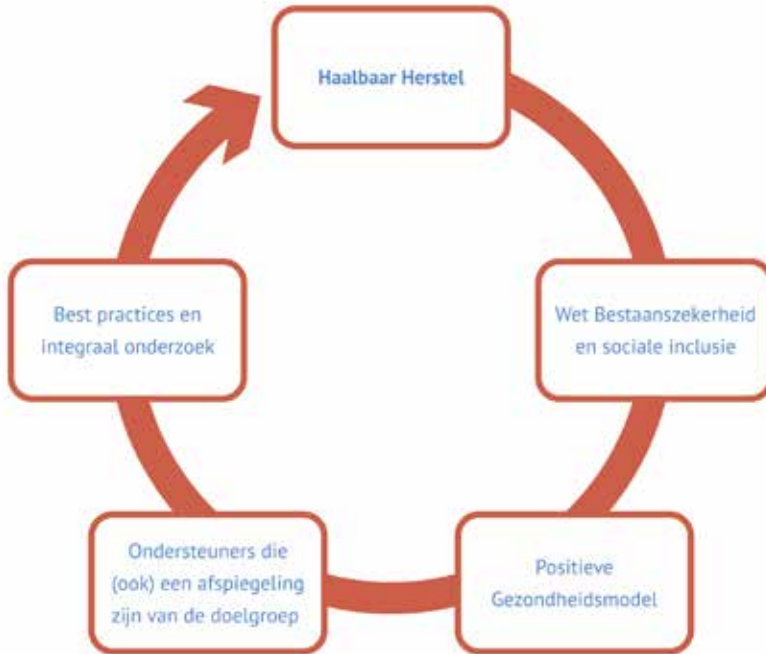 Haalbaar Herstel
Wet Bestaanszekerheid
en sociale inclusie
Positieve
Gezondheidsmodel
Ondersteuners die
(ook) een afspiegeling
zijn van de doelgroep
Best practices en
integraal onderzoek